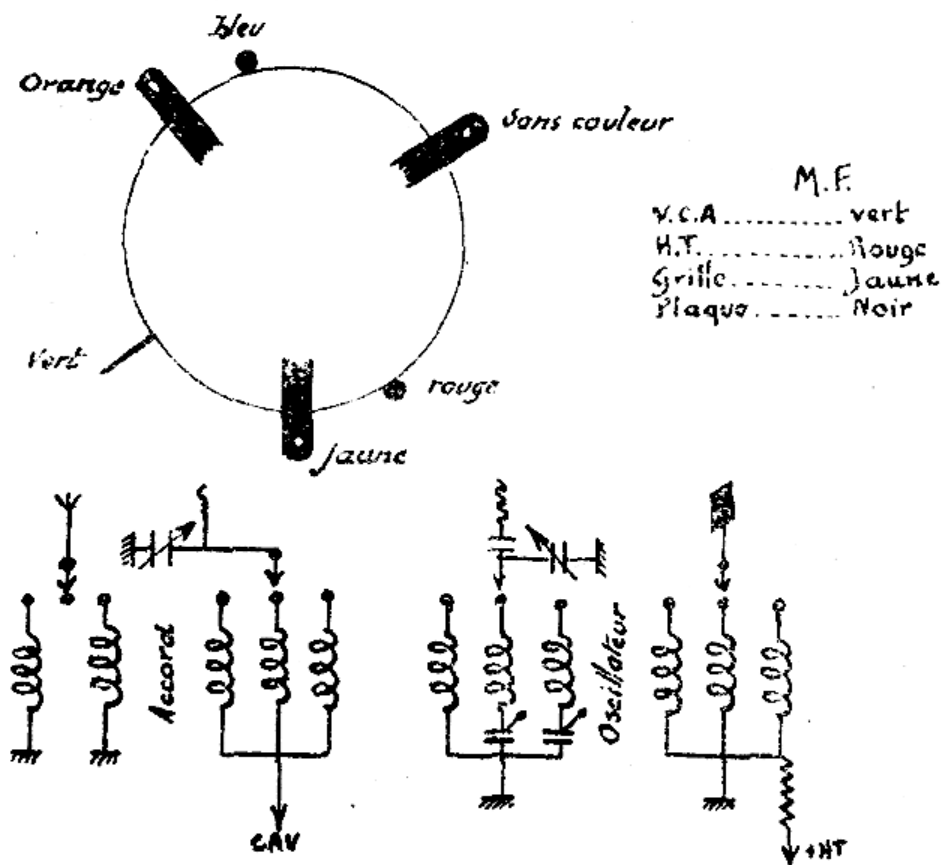 bleu
Orange
Sans couleur
M.F.
V.C.A ......... vert
H.T. ......... Rouge
Grille ......... Jaune
Plaque ......... Noir
Vert
rouge
jaune
Accord
Oscillateur
CAV
+HT